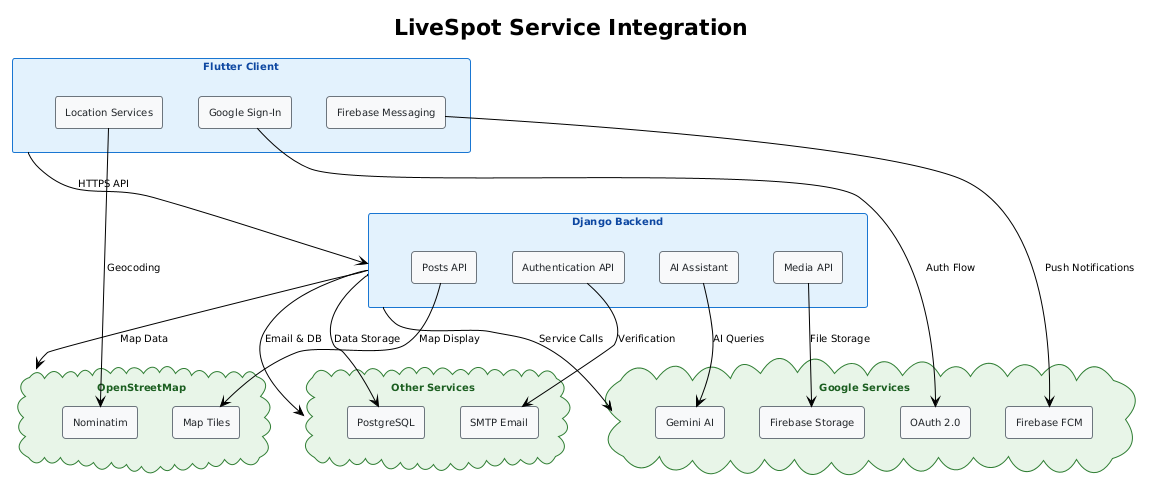 LiveSpot Service Integration
Flutter Client
Location Services
Google Sign-In
Firebase Messaging
HTTPS API
Django Backend
Posts API
Authentication API
AI Assistant
Media API
Geocoding
Auth Flow
Push Notifications
Map Data
Email & DB
Data Storage
Map Display
Service Calls
Verification
AI Queries
File Storage
OpenStreetMap
Nominatim
Map Tiles
Other Services
PostgreSQL
SMTP Email
Google Services
Gemini AI
Firebase Storage
OAuth 2.0
Firebase FCM